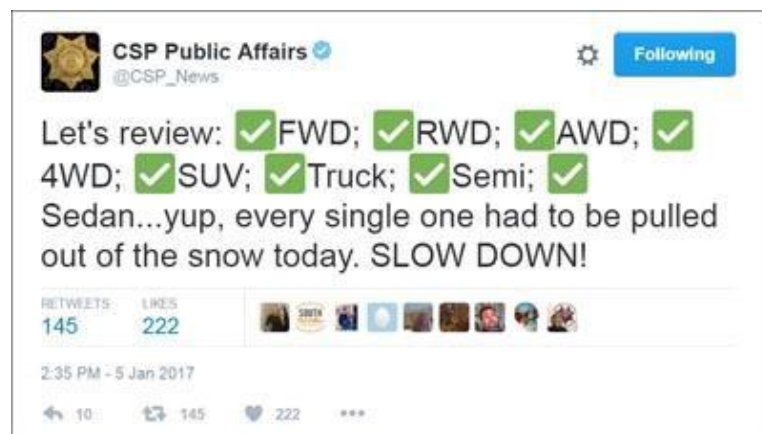 CSP Public Affairs
@CSP_News
Following
Let's review: ✅FWD; ✅RWD; ✅AWD; ✅
4WD; ✅SUV; ✅Truck; ✅Semi; ✅
Sedan...yup, every single one had to be pulled
out of the snow today. SLOW DOWN!
RETWEETS LIKES
145 222
SOUTH
2:35 PM - 5 Jan 2017
10 145 222 •••